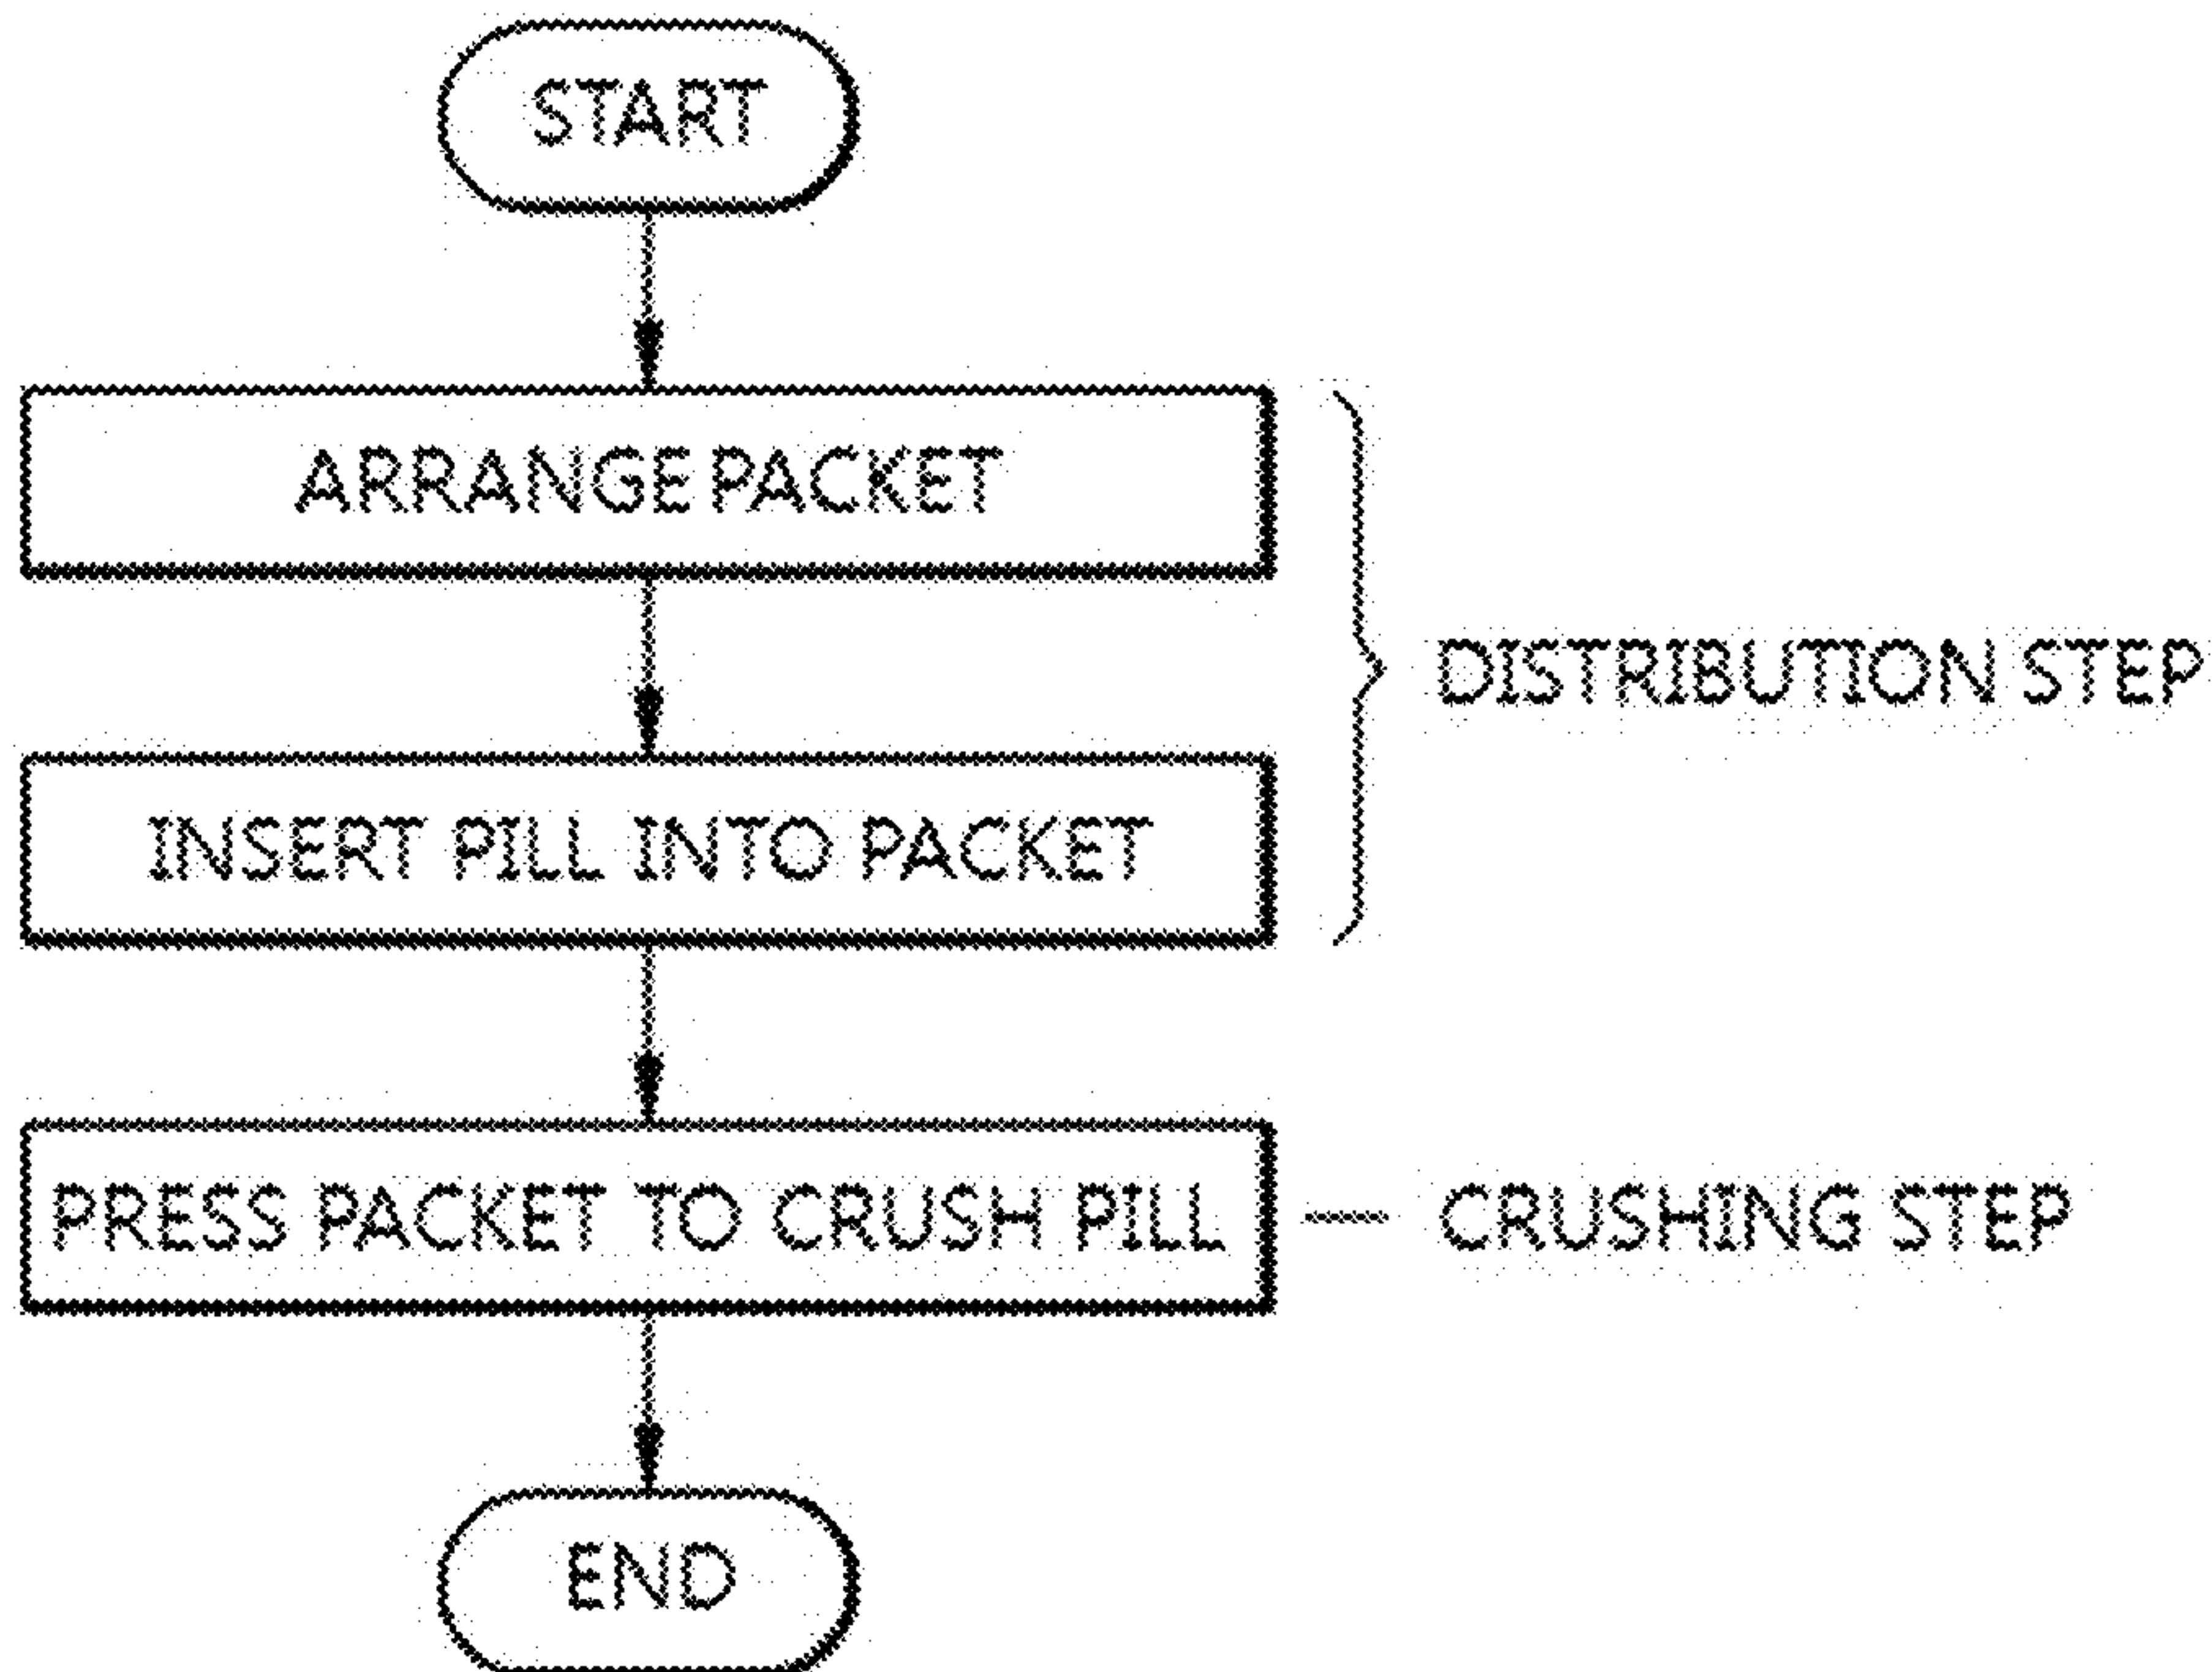 START
ARRANGE PACKET
DISTRIBUTION STEP
INSERT PILL INTO PACKET
PRESS PACKET TO CRUSH PILL
CRUSHING STEP
END